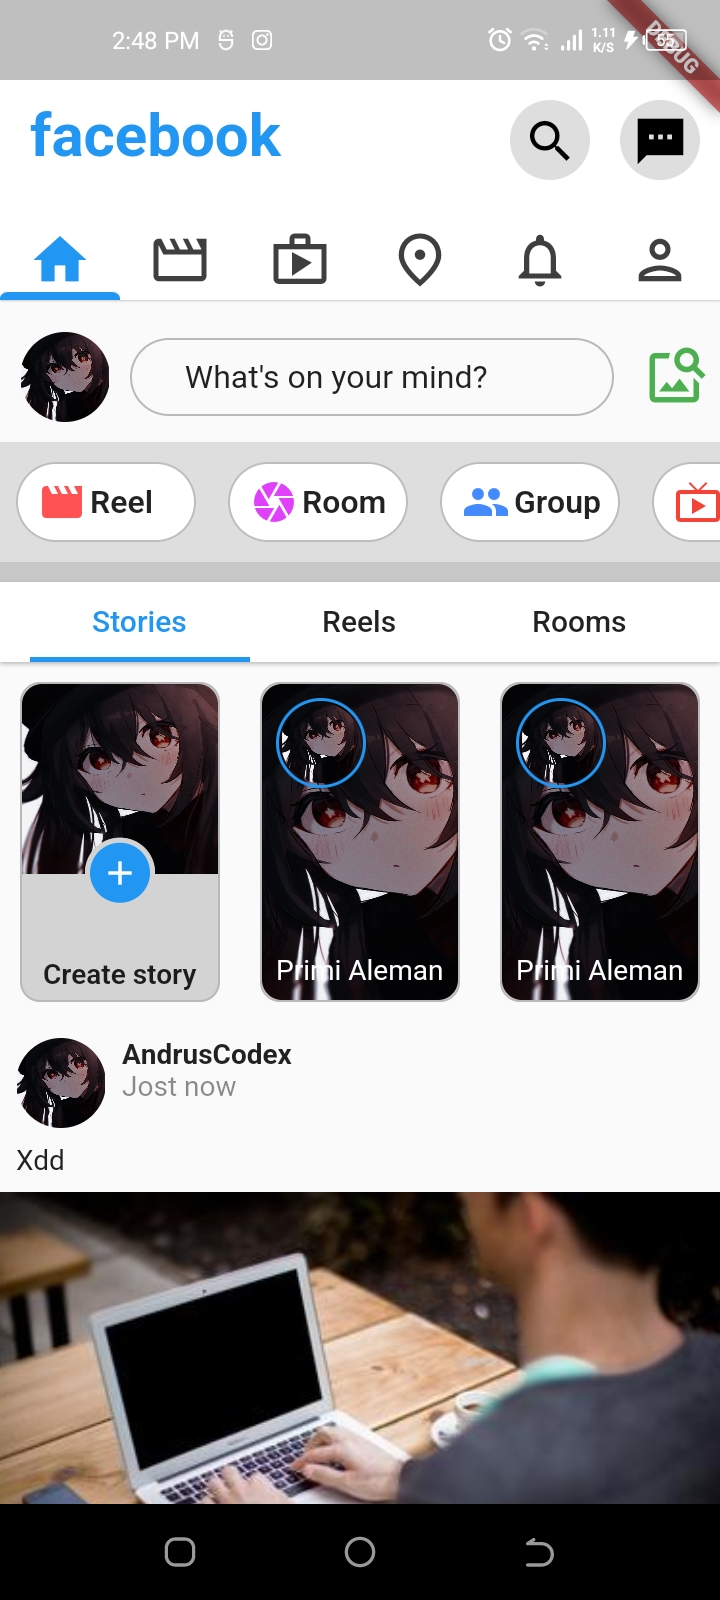 2:48 PM 1.11 K/S 55
DEBUG
facebook
What's on your mind?
Reel Room Group
Stories Reels Rooms
Create story Primi Aleman Primi Aleman
AndrusCodex
Jost now
Xdd